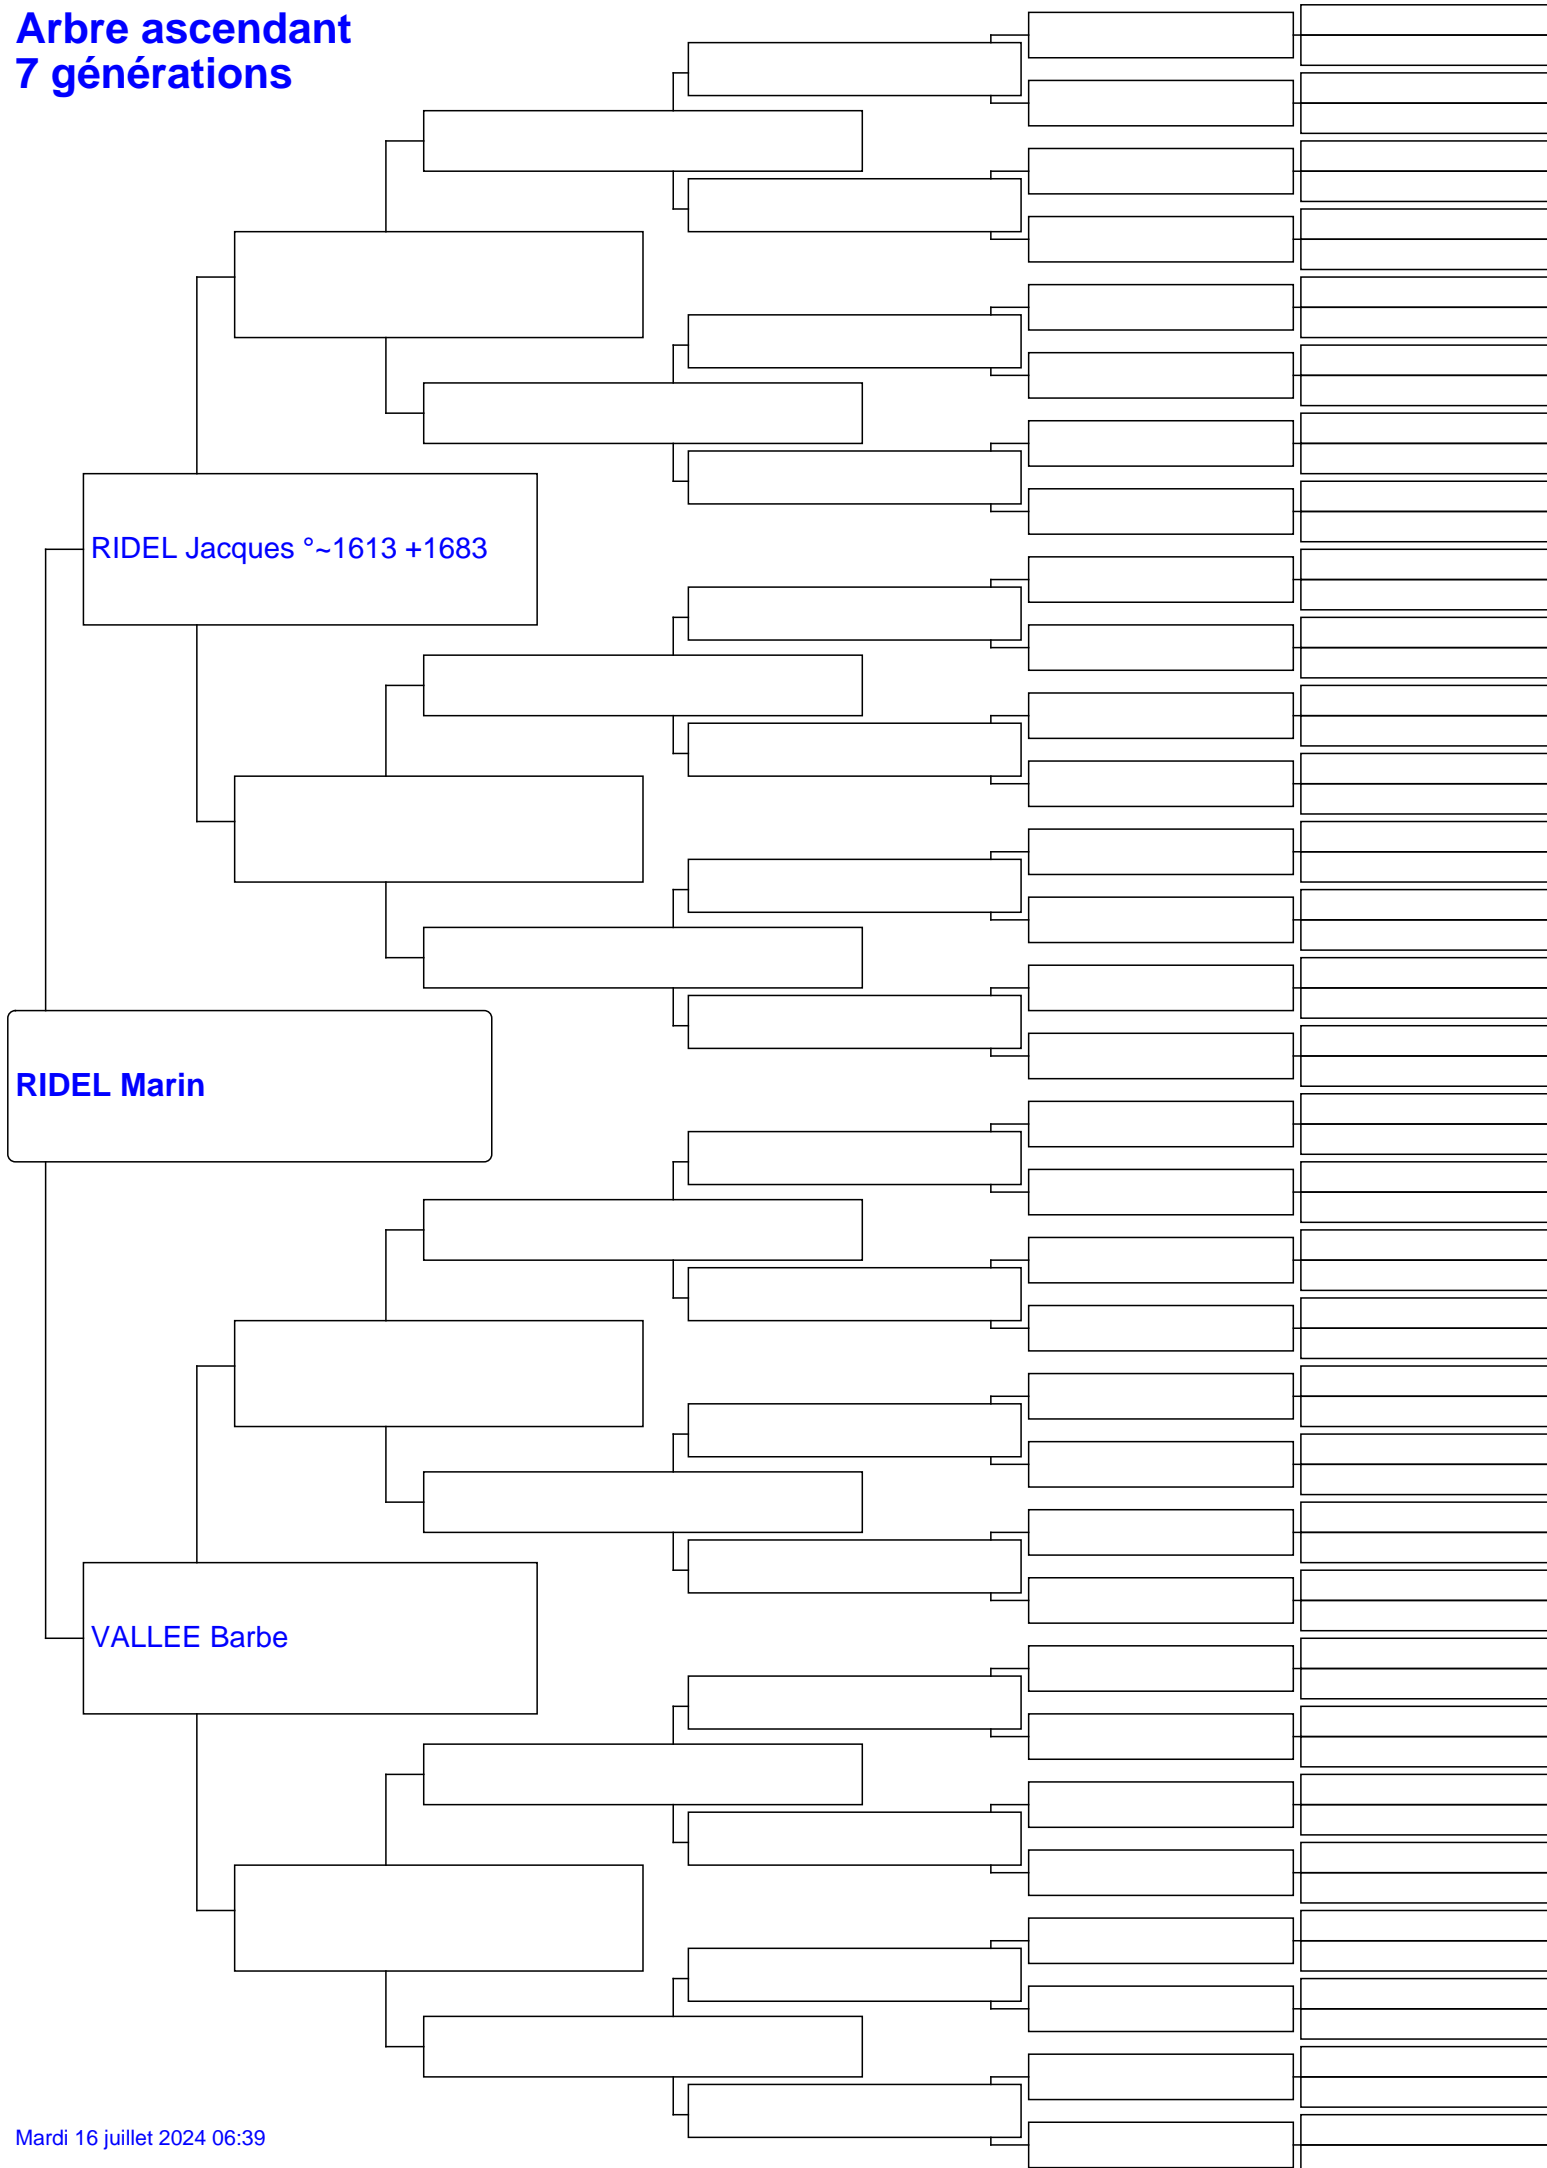 Arbre ascendant
7 générations
RIDEL Jacques °~1613 +1683
RIDEL Marin
VALLEE Barbe
Mardi 16 juillet 2024 06:39